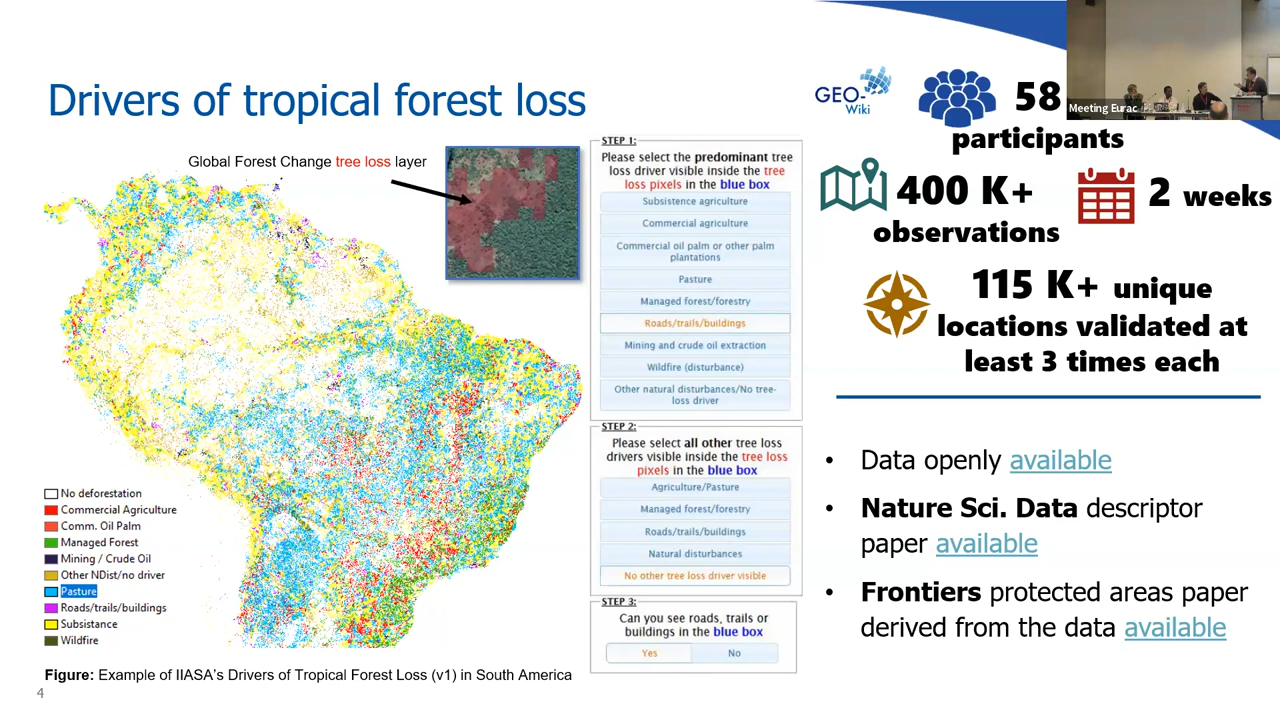 Drivers of tropical forest loss
Global Forest Change tree loss layer
No deforestation
Commercial Agriculture
Comm. Oil Palm
Managed Forest
Mining / Crude Oil
Other NDist/no driver
Pasture
Roads/trails/buildings
Subsistance
Wildfire
Figure: Example of IIASA's Drivers of Tropical Forest Loss (v1) in South America
4
STEP 1:
Please select the predominant tree
loss driver visible inside the tree
loss pixels in the blue box
Subsistence agriculture
Commercial agriculture
Commercial oil palm or other palm
plantations
Pasture
Managed forest/forestry
Roads/trails/buildings
Mining and crude oil extraction
Wildfire (disturbance)
Other natural disturbances/No tree-
loss driver
STEP 2:
Please select all other tree loss
drivers visible inside the tree loss
pixels in the blue box
Agriculture/Pasture
Managed forest/forestry
Roads/trails/buildings
Natural disturbances
No other tree loss driver visible
STEP 3:
Can you see roads, trails or
buildings in the blue box
Yes No
GEO-
Wiki
58
participants
Meeting Eurac
400 K+
observations
2 weeks
115 K+ unique
locations validated at
least 3 times each
• Data openly available
• Nature Sci. Data descriptor
paper available
• Frontiers protected areas paper
derived from the data available